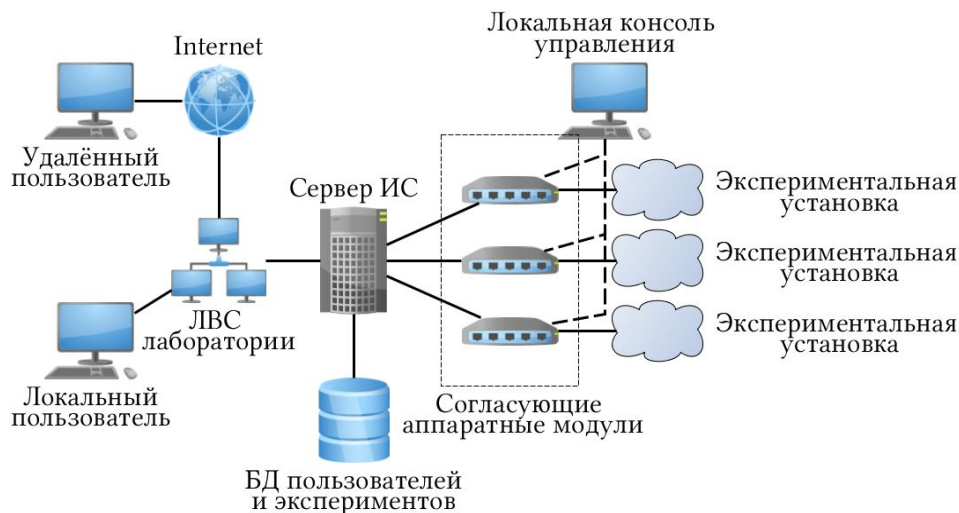 Локальная консоль
управления
Internet
Удалённый
пользователь
Сервер ИС
Экспериментальная
установка
Экспериментальная
установка
Экспериментальная
установка
ЛВС
лаборатории
Локальный
пользователь
Согласующие
аппаратные модули
БД пользователей
и экспериментов